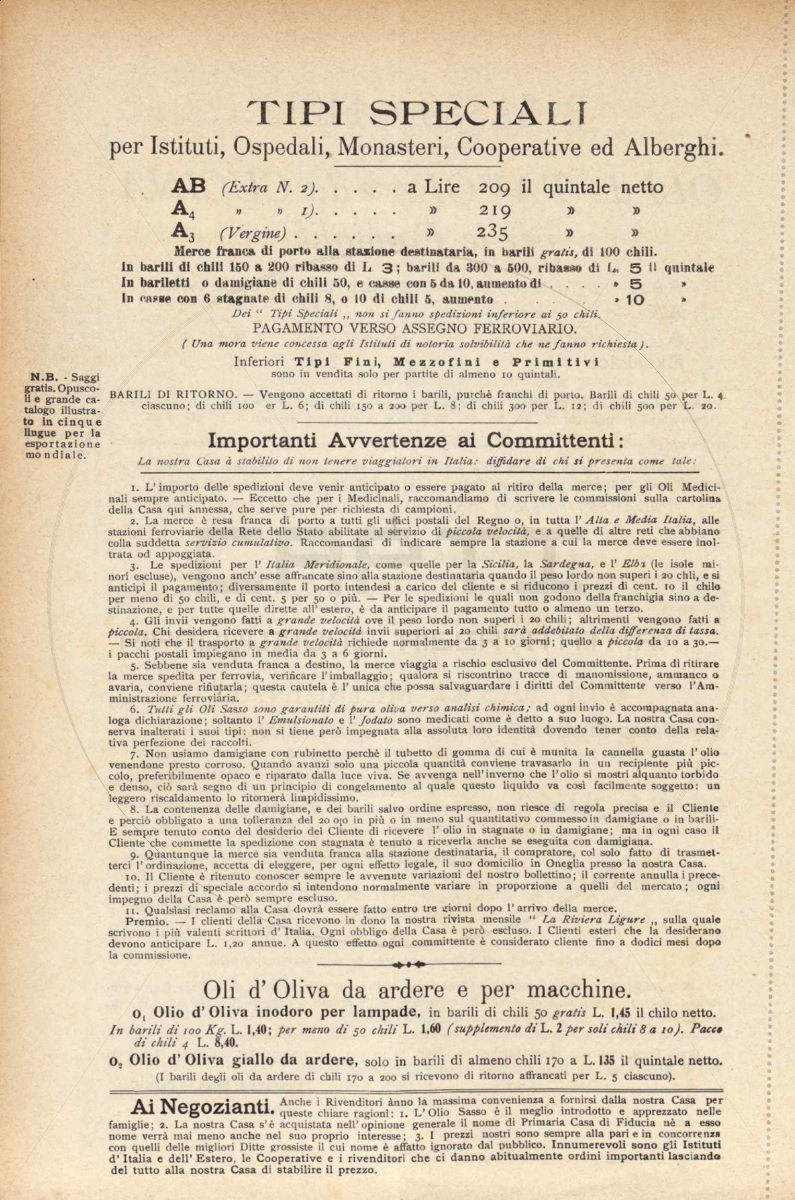 TIPI SPECIALI
per Istituti, Ospedali, Monasteri, Cooperative ed Alberghi.
AB (Extra N. 2). . . . . a Lire 209 il quintale netto
A4 " " 1). . . . . » 219 » »
A3 (Vergine) . . . . . . » 235 » »
Merce franca di porto alla stazione destinataria, in barili gratis, di 100 chili.
In barili di chili 150 a 200 ribasso di L 3; barili da 300 a 500, ribasso di L. 5 il quintale
In bariletti o damigiane di chili 50, e casse con 5 da 10, aumento di . . . . » 5 »
In casse con 6 stagnate di chili 8, o 10 di chili 5, aumento . . . . . » 10 »
Dei " Tipi Speciali „ non si fanno spedizioni inferiore ai 50 chili.
PAGAMENTO VERSO ASSEGNO FERROVIARIO.
( Una mora viene concessa agli Istituti di notoria solvibilità che ne fanno richiesta ).
Inferiori Tipi Fini, Mezzofini e Primitivi
sono in vendita solo per partite di almeno 10 quintali.
N.B. - Saggi
gratis, Opusco-
li e grande ca-
talogo illustra-
to in cinque
lingue per la
esportazione
mondiale.
BARILI DI RITORNO. — Vengono accettati di ritorno i barili, purchè franchi di porto. Barili di chili 50 per L. 4
ciascuno; di chili 100 er L. 6; di chili 150 a 200 per L. 8; di chili 300 per L. 12; di chili 500 per L. 20.
Importanti Avvertenze ai Committenti:
La nostra Casa à stabilito di non tenere viaggiatori in Italia: diffidare di chi si presenta come tale:
1. L'importo delle spedizioni deve venir anticipato o essere pagato al ritiro della merce; per gli Oli Medici-
nali sempre anticipato. — Eccetto che per i Medicinali, raccomandiamo di scrivere le commissioni sulla cartolina
della Casa qui annessa, che serve pure per richiesta di campioni.
2. La merce è resa franca di porto a tutti gli uffici postali del Regno o, in tutta l' Alta e Media Italia, alle
stazioni ferroviarie della Rete dello Stato abilitate al servizio di piccola velocità, e a quelle di altre reti che abbiano
colla suddetta servizio cumulativo. Raccomandasi di indicare sempre la stazione a cui la merce deve essere inol-
trata od appoggiata.
3. Le spedizioni per l' Italia Meridionale, come quelle per la Sicilia, la Sardegna, e l' Elba (le isole mi-
nori escluse), vengono anch' esse affrancate sino alla stazione destinataria quando il peso lordo non superi i 20 chli, e si
anticipi il pagamento; diversamente il porto intendesi a carico del cliente e si riducono i prezzi di cent. 10 il chilo
per meno di 50 chili, e di cent. 5 per 50 o più. — Per le spedizioni le quali non godono della franchigia sino a de-
stinazione, e per tutte quelle dirette all'estero, è da anticipare il pagamento tutto o almeno un terzo.
4. Gli invii vengono fatti a grande velocità ove il peso lordo non superi i 20 chili; altrimenti vengono fatti a
piccola. Chi desidera ricevere a grande velocità invii superiori ai 20 chili sarà addebitato della differenza di tassa.
— Si noti che il trasporto a grande velocità richiede normalmente da 3 a 10 giorni; quello a piccola da 10 a 30.—
i pacchi postali impiegano in media da 3 a 6 giorni.
5. Sebbene sia venduta franca a destino, la merce viaggia a rischio esclusivo del Committente. Prima di ritirare
la merce spedita per ferrovia, verificare l'imballaggio; qualora si riscontrino tracce di manomissione, ammanco o
avaria, conviene rifiutarla; questa cautela è l'unica che possa salvaguardare i diritti del Committente verso l'Am-
ministrazione ferroviaria.
6. Tutti gli Oli Sasso sono garantiti di pura oliva verso analisi chimica; ad ogni invio è accompagnata ana-
loga dichiarazione; soltanto l' Emulsionato e l' Jodato sono medicati come è detto a suo luogo. La nostra Casa con-
serva inalterati i suoi tipi: non si tiene però impegnata alla assoluta loro identità dovendo tener conto della rela-
tiva perfezione dei raccolti.
7. Non usiamo damigiane con rubinetto perchè il tubetto di gomma di cui è munita la cannella guasta l'olio
venendone presto corroso. Quando avanzi solo una piccola quantità conviene travasarlo in un recipiente più pic-
colo, preferibilmente opaco e riparato dalla luce viva. Se avvenga nell'inverno che l'olio si mostri alquanto torbido
e denso, ciò sarà segno di un principio di congelamento al quale questo liquido va così facilmente soggetto: un
leggero riscaldamento lo ritornerà limpidissimo.
8. La contenenza delle damigiane, e dei barili salvo ordine espresso, non riesce di regola precisa e il Cliente
e perciò obbligato a una tolleranza del 20 0|0 in più o in meno sul quantitativo commesso in damigiane o in barili-
E sempre tenuto conto del desiderio del Cliente di ricevere l' olio in stagnate o in damigiane; ma in ogni caso il
Cliente che commette la spedizione con stagnata è tenuto a riceverla anche se eseguita con damigiana.
9. Quantunque la merce sia venduta franca alla stazione destinataria, il compratore, col solo fatto di trasmet-
terci l'ordinazione, accetta di eleggere, per ogni effetto legale, il suo domicilio in Oneglia presso la nostra Casa.
10. Il Cliente è ritenuto conoscer sempre le avvenute variazioni del nostro bollettino; il corrente annulla i prece-
denti; i prezzi di speciale accordo si intendono normalmente variare in proporzione a quelli del mercato; ogni
impegno della Casa è però sempre escluso.
11. Qualsiasi reclamo alla Casa dovrà essere fatto entro tre giorni dopo l'arrivo della merce.
Premio. — I clienti della Casa ricevono in dono la nostra rivista mensile " La Riviera Ligure „ sulla quale
scrivono i più valenti scrittori d' Italia. Ogni obbligo della Casa è però escluso. I Clienti esteri che la desiderano
devono anticipare L. 1,20 annue. A questo effetto ogni committente è considerato cliente fino a dodici mesi dopo
la commissione.
Oli d' Oliva da ardere e per macchine.
O1 Olio d'Oliva inodoro per lampade, in barili di chili 50 gratis L. 1,45 il chilo netto.
In barili di 100 Kg. L. 1,40; per meno di 50 chili L. 1,60 (supplemento di L. 2 per soli chili 8 a 10). Pacco
di chili 4 L. 8,40.
O2 Olio d'Oliva giallo da ardere, solo in barili di almeno chili 170 a L. 135 il quintale netto.
(I barili degli oli da ardere di chili 170 a 200 si ricevono di ritorno affrancati per L. 5 ciascuno).
Ai Negozianti. Anche i Rivenditori ànno la massima convenienza a fornirsi dalla nostra Casa per
queste chiare ragioni: 1. L'Olio Sasso è il meglio introdotto e apprezzato nelle
famiglie; 2. La nostra Casa s'è acquistata nell'opinione generale il nome di Primaria Casa di Fiducia nè a esso
nome verrà mai meno anche nel suo proprio interesse; 3. I prezzi nostri sono sempre alla pari e in concorrenza
con quelli delle migliori Ditte grossiste il cui nome è affatto ignorato dal pubblico. Innumerevoli sono gli Istituti
d' Italia e dell' Estero, le Cooperative e i rivenditori che ci danno abitualmente ordini importanti lasciando
del tutto alla nostra Casa di stabilire il prezzo.